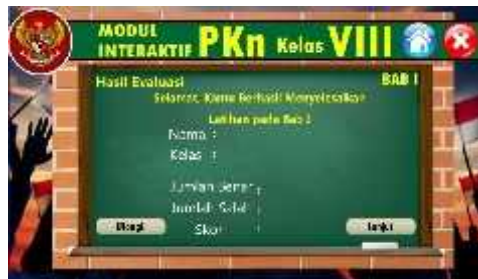 MODUL
INTERAKTIF PKn Kelas VIII
Hasil Evaluasi BAB I
Selamat, Kamu Berhasil Menyelesaikan
Latihan pada Bab I
Nama :
Kelas :
Jumlah Benar :
Jumlah Salah :
Skor :
Ulangi Lanjut